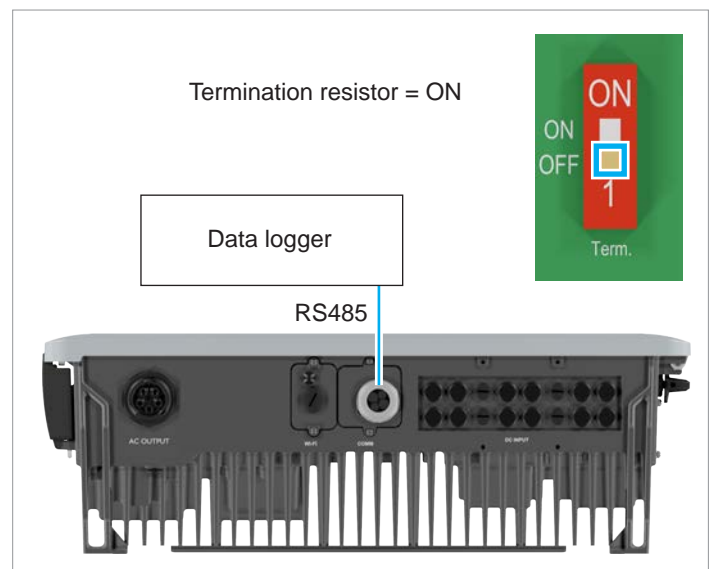 Termination resistor = ON
ON
ON
OFF
1
Term.
Data logger
RS485
AC OUTPUT
WI-FI
COMM
DC INPUT